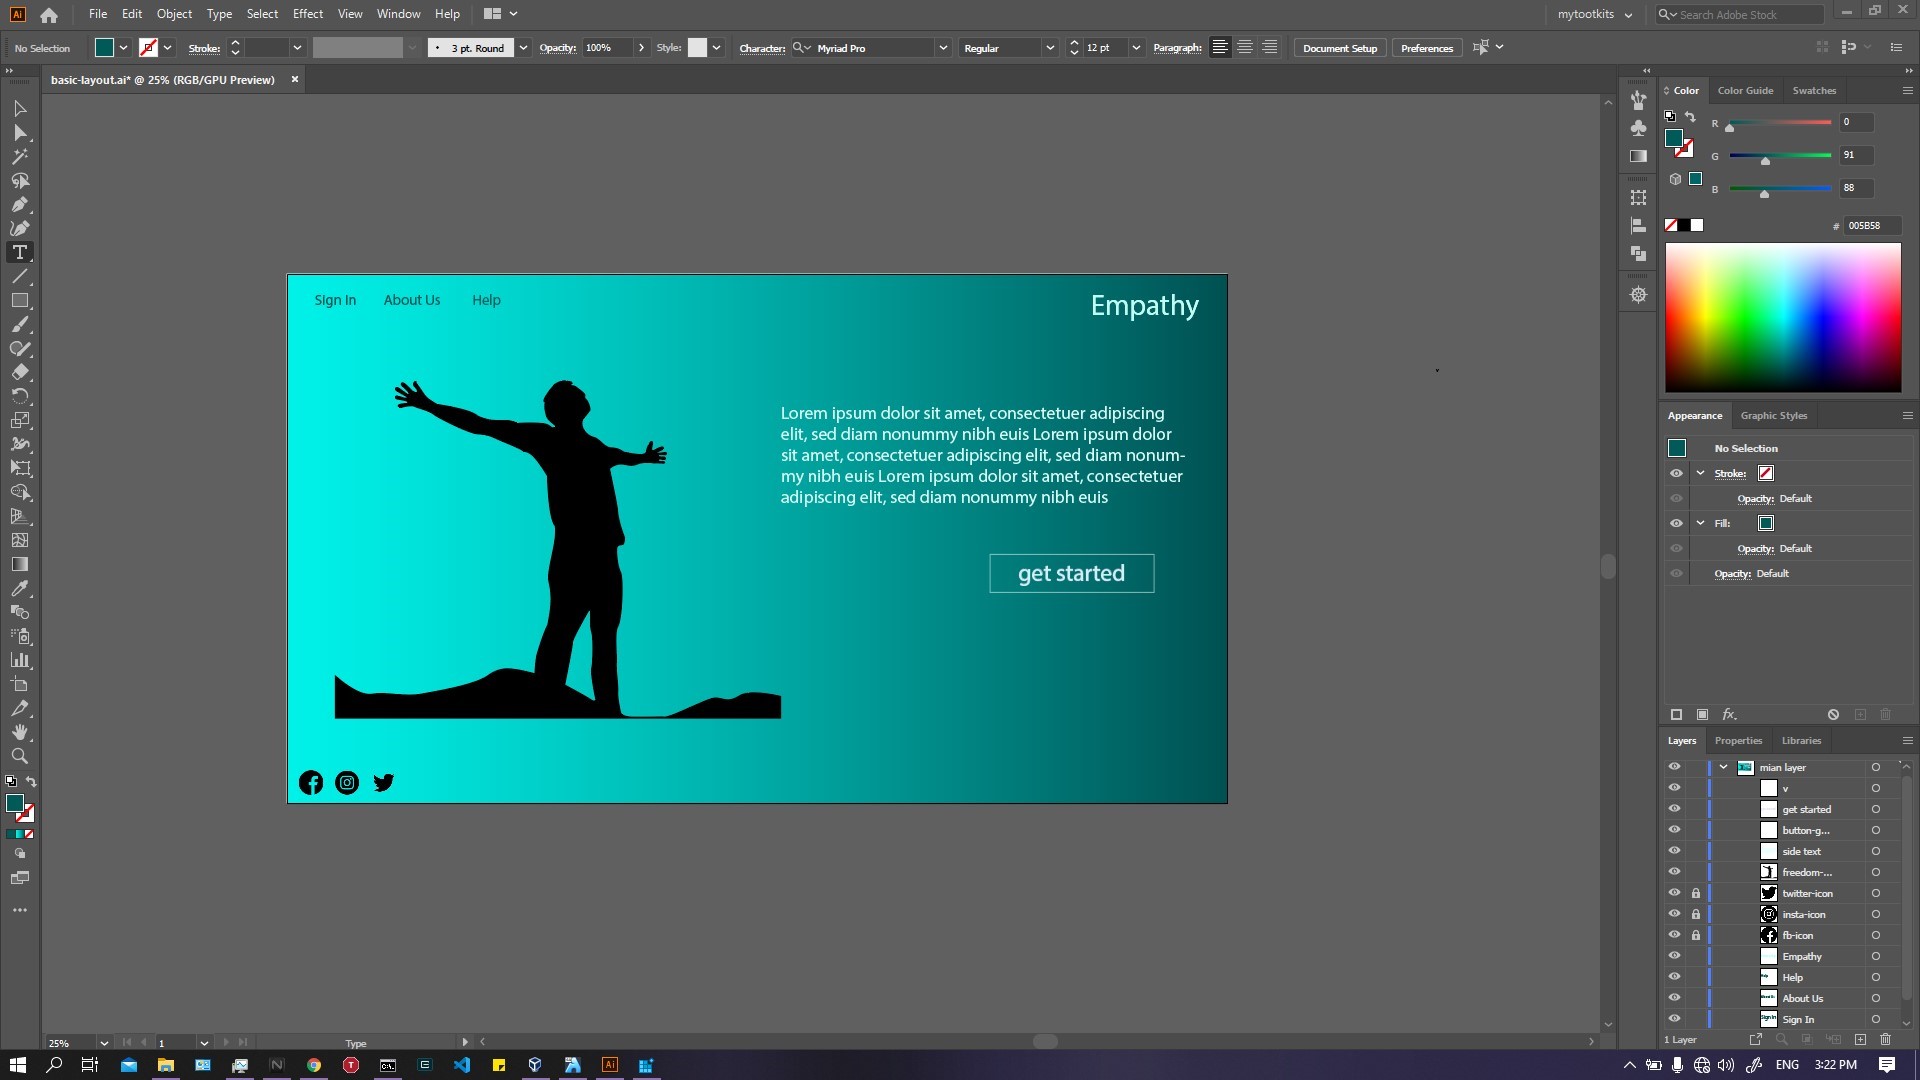 Ai File Edit Object Type Select Effect View Window Help mytootkits Search Adobe Stock
No Selection Stroke: 3 pt. Round Opacity: 100% Style: Character: Myriad Pro Regular 12 pt Paragraph: Document Setup Preferences
basic-layout.ai* @ 25% (RGB/GPU Preview)
Color Color Guide Swatches
R 0
G 91
B 88
# 005B58
Sign In About Us Help Empathy
Lorem ipsum dolor sit amet, consectetuer adipiscing
elit, sed diam nonummy nibh euis Lorem ipsum dolor
sit amet, consectetuer adipiscing elit, sed diam nonum-
my nibh euis Lorem ipsum dolor sit amet, consectetuer
adipiscing elit, sed diam nonummy nibh euis
get started
Appearance Graphic Styles
No Selection
Stroke:
Opacity: Default
Fill:
Opacity: Default
Opacity: Default
fx
Layers Properties Libraries
mian layer
v
get started
button-g...
side text
freedom-...
twitter-icon
insta-icon
fb-icon
Empathy
Help
About Us
Sign In
1 Layer
25% 1 Type
ENG 3:22 PM